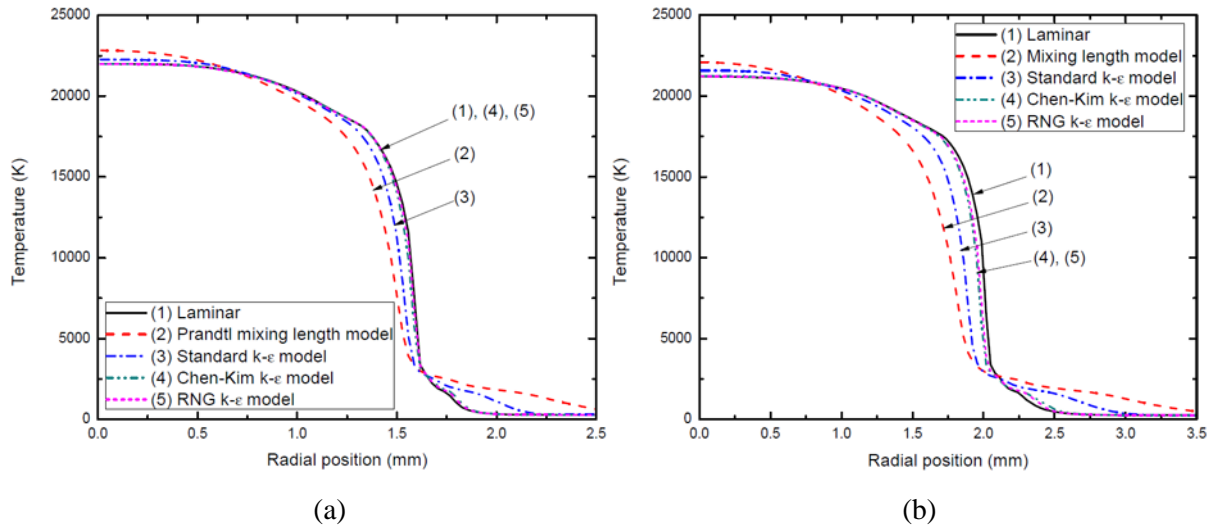 25000
20000
15000
10000
5000
0
Temperature (K)
(1), (4), (5)
(2)
(3)
(1) Laminar
(2) Prandtl mixing length model
(3) Standard k-ε model
(4) Chen-Kim k-ε model
(5) RNG k-ε model
0.0 0.5 1.0 1.5 2.0 2.5
Radial position (mm)
(a)
25000
20000
15000
10000
5000
0
Temperature (K)
(1) Laminar
(2) Mixing length model
(3) Standard k-ε model
(4) Chen-Kim k-ε model
(5) RNG k-ε model
(1)
(2)
(3)
(4), (5)
0.0 0.5 1.0 1.5 2.0 2.5 3.0 3.5
Radial position (mm)
(b)